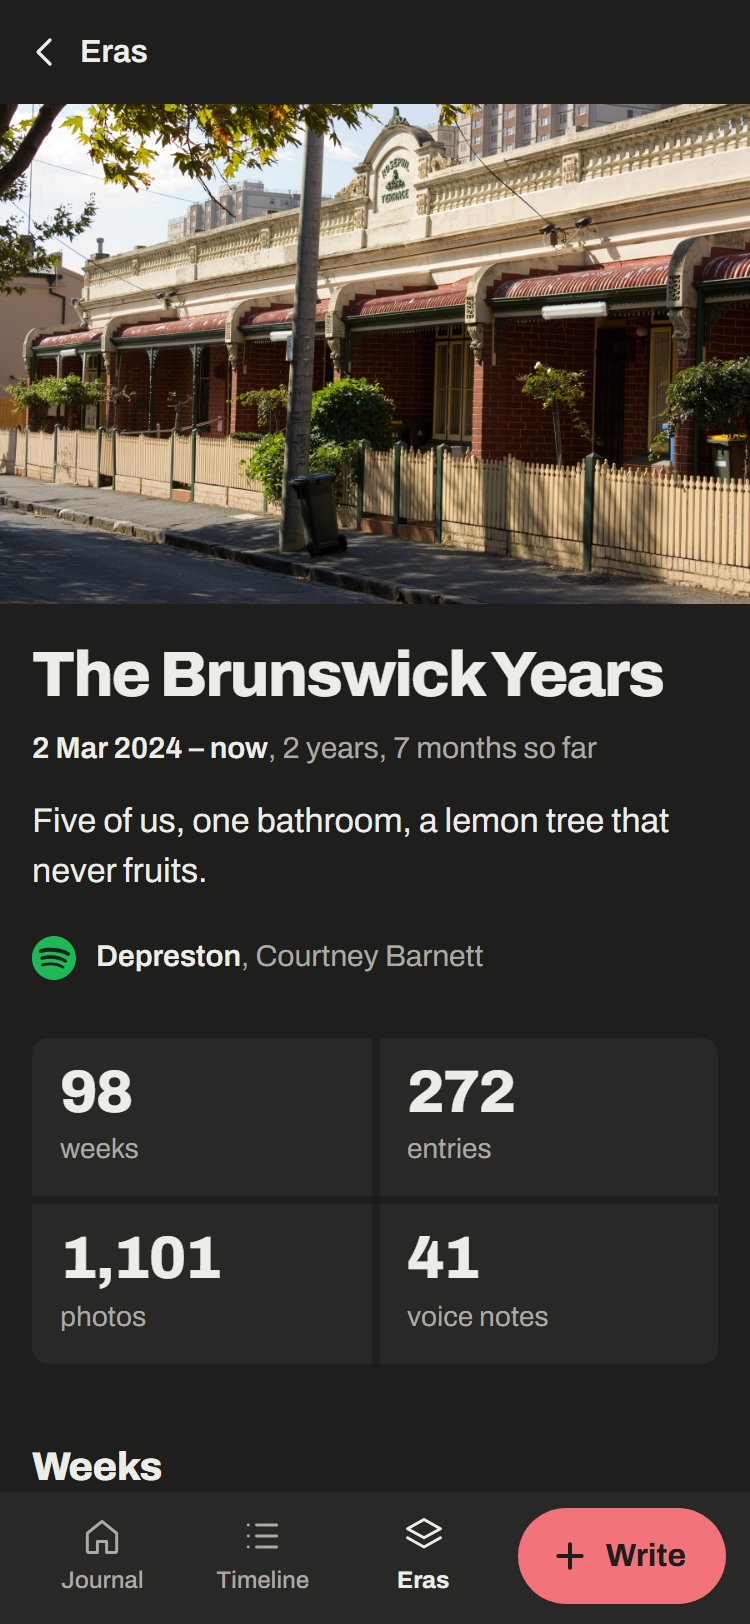 Eras
ROSEPHIL
TERRACE
The Brunswick Years
2 Mar 2024 – now, 2 years, 7 months so far
Five of us, one bathroom, a lemon tree that
never fruits.
Depreston, Courtney Barnett
98
weeks
272
entries
1,101
photos
41
voice notes
Weeks
Journal
Timeline
Eras
Write